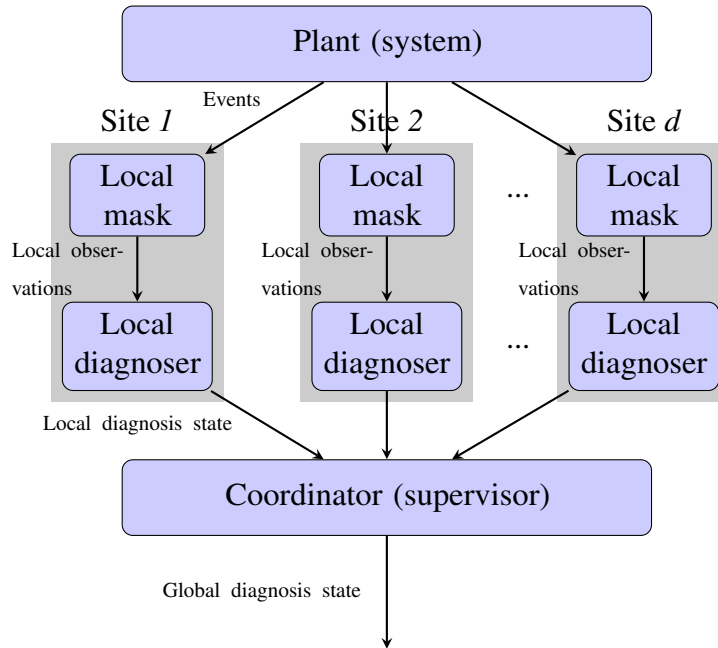 Plant (system)
Events
Site 1
Site 2
Site d
Local
mask
Local
mask
...
Local
mask
Local obser-
vations
Local obser-
vations
Local obser-
vations
Local
diagnoser
Local
diagnoser
...
Local
diagnoser
Local diagnosis state
Coordinator (supervisor)
Global diagnosis state